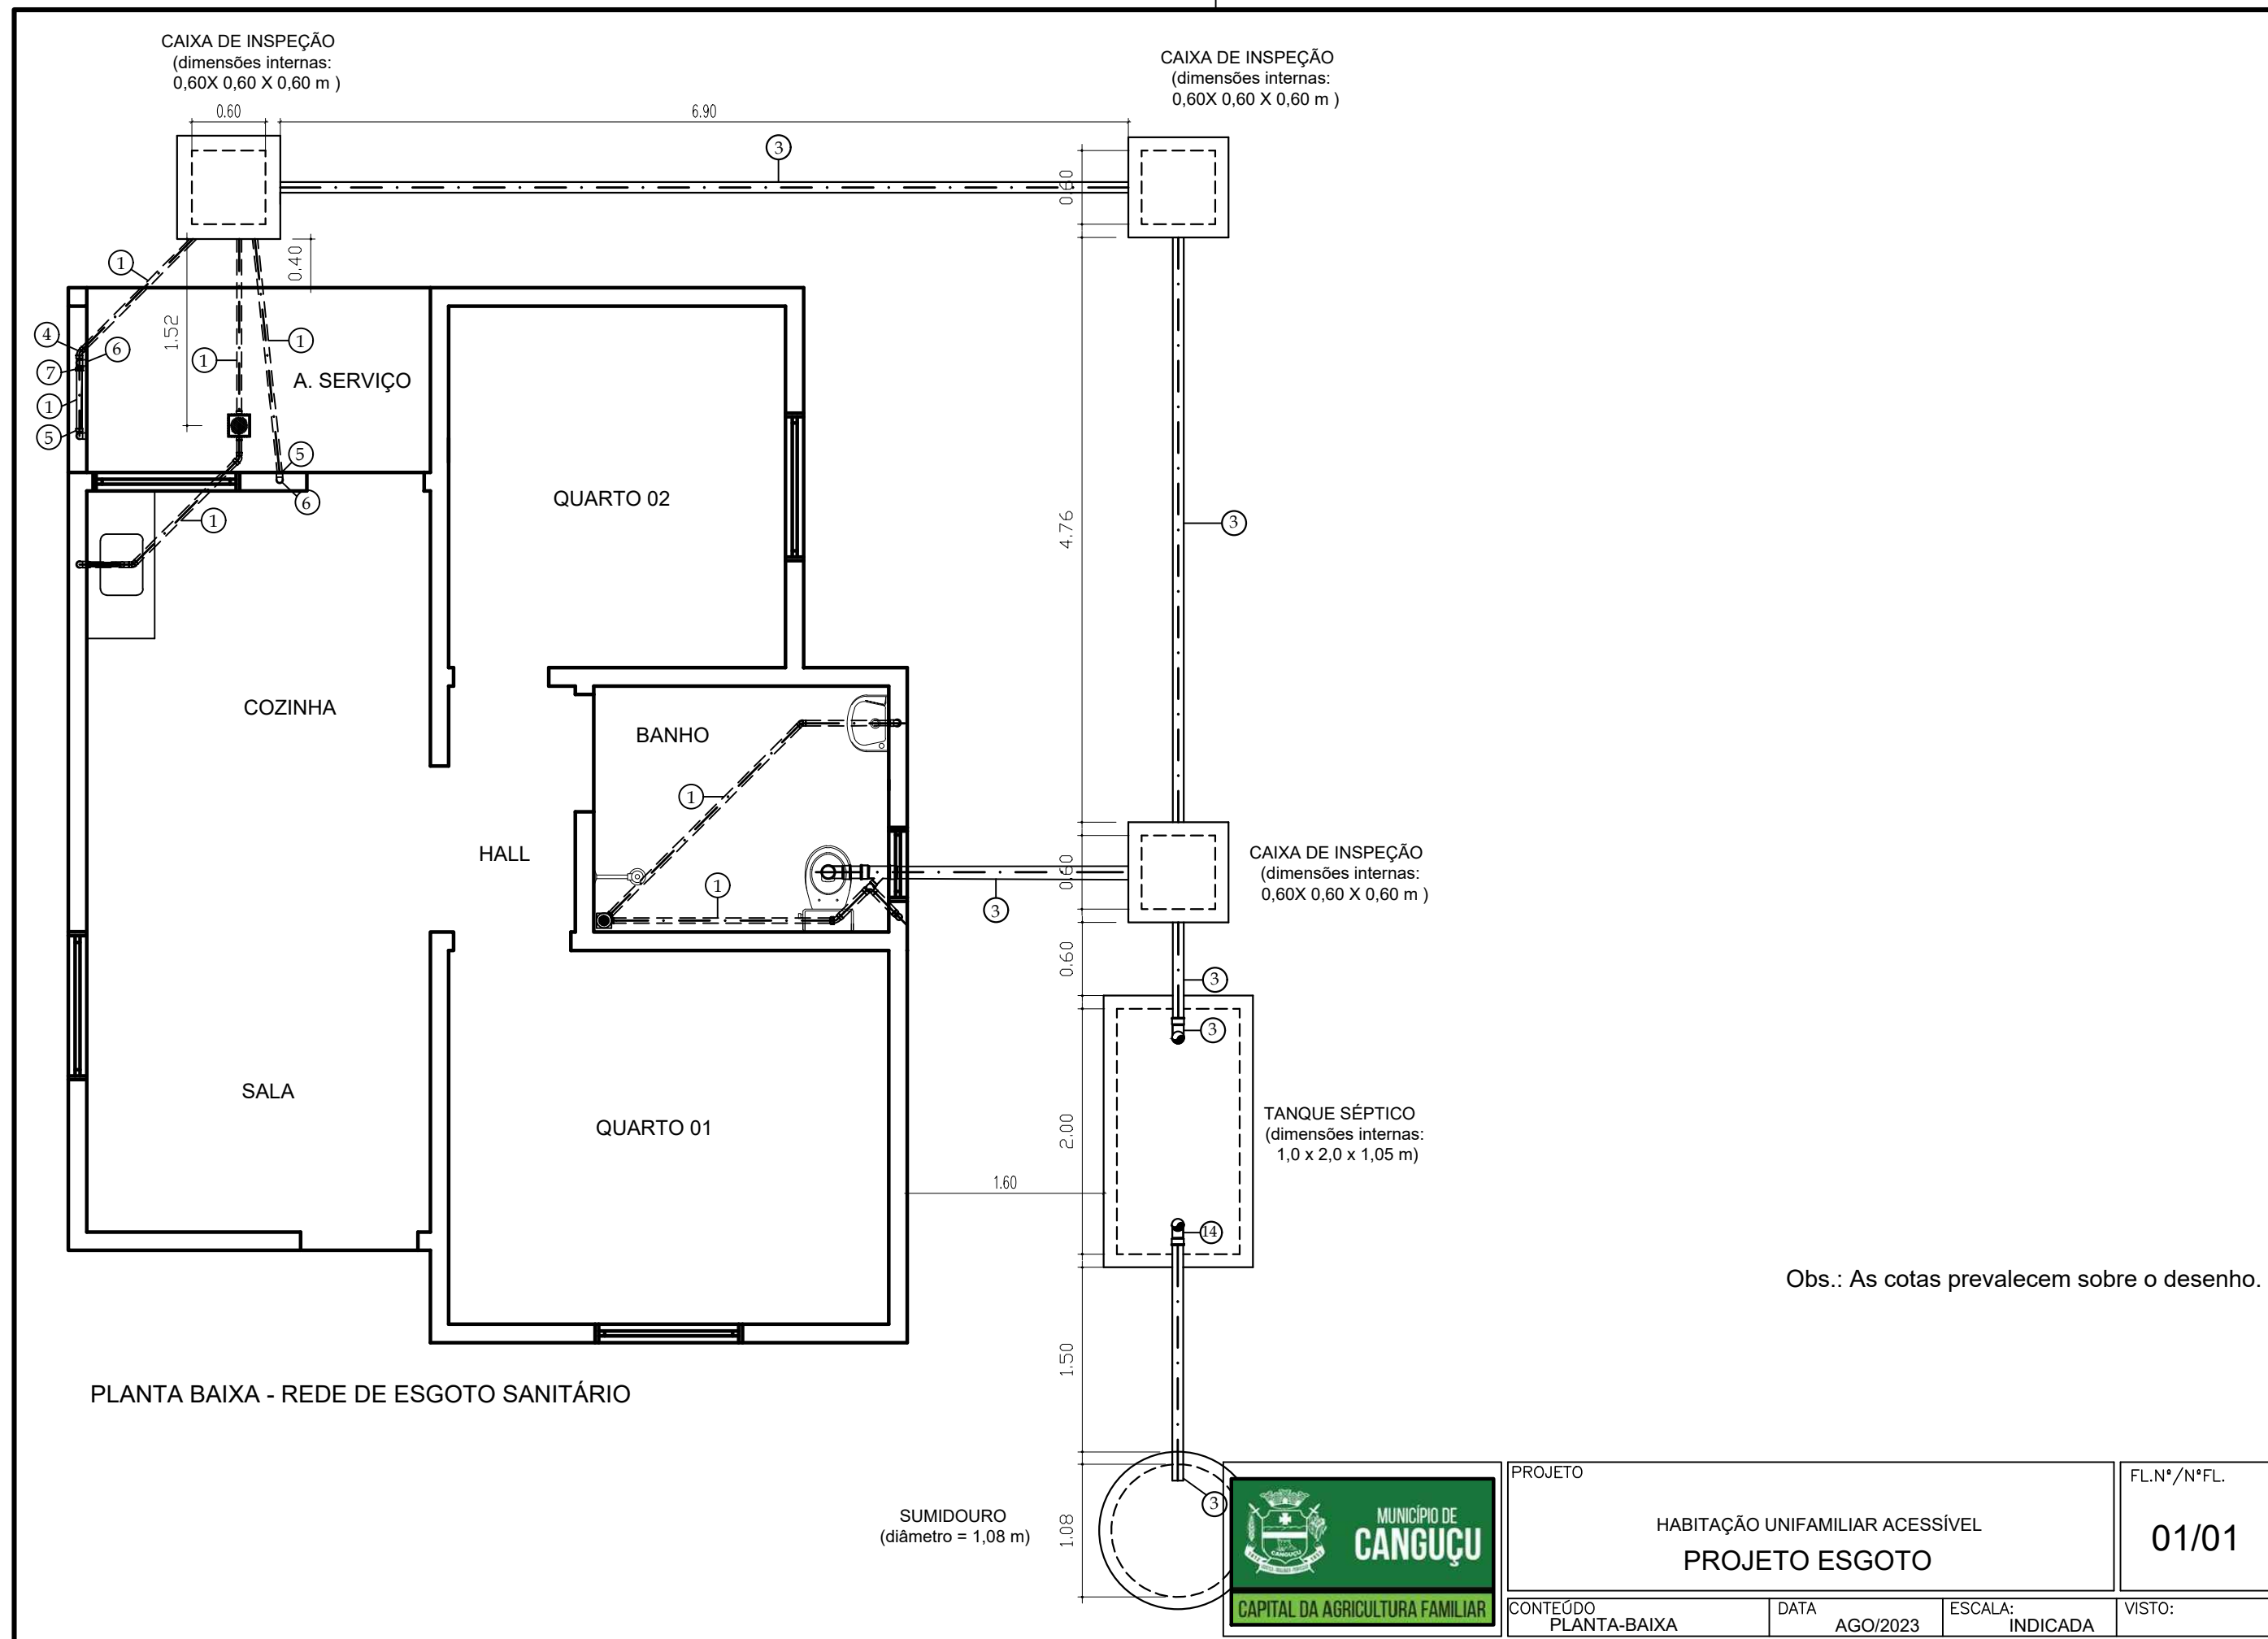 CAIXA DE INSPEÇÃO
(dimensões internas:
0,60X 0,60 X 0,60 m )
CAIXA DE INSPEÇÃO
(dimensões internas:
0,60X 0,60 X 0,60 m )
0.60
6.90
3
0.60
1
0.40
1.52
4
6
1
1
7
A. SERVIÇO
1
5
5
6
1
QUARTO 02
4.76
3
COZINHA
BANHO
1
HALL
1
0.60
3
CAIXA DE INSPEÇÃO
(dimensões internas:
0,60X 0,60 X 0,60 m )
0.60
3
3
SALA
QUARTO 01
2.00
TANQUE SÉPTICO
(dimensões internas:
1,0 x 2,0 x 1,05 m)
1.60
14
Obs.: As cotas prevalecem sobre o desenho.
1.50
PLANTA BAIXA - REDE DE ESGOTO SANITÁRIO
SUMIDOURO
(diâmetro = 1,08 m)
1.08
3
MUNICÍPIO DE
CANGUÇU
CAPITAL DA AGRICULTURA FAMILIAR
PROJETO
HABITAÇÃO UNIFAMILIAR ACESSÍVEL
PROJETO ESGOTO
FL.N°/N°FL.
01/01
CONTEÚDO
PLANTA-BAIXA
DATA
AGO/2023
ESCALA:
INDICADA
VISTO: